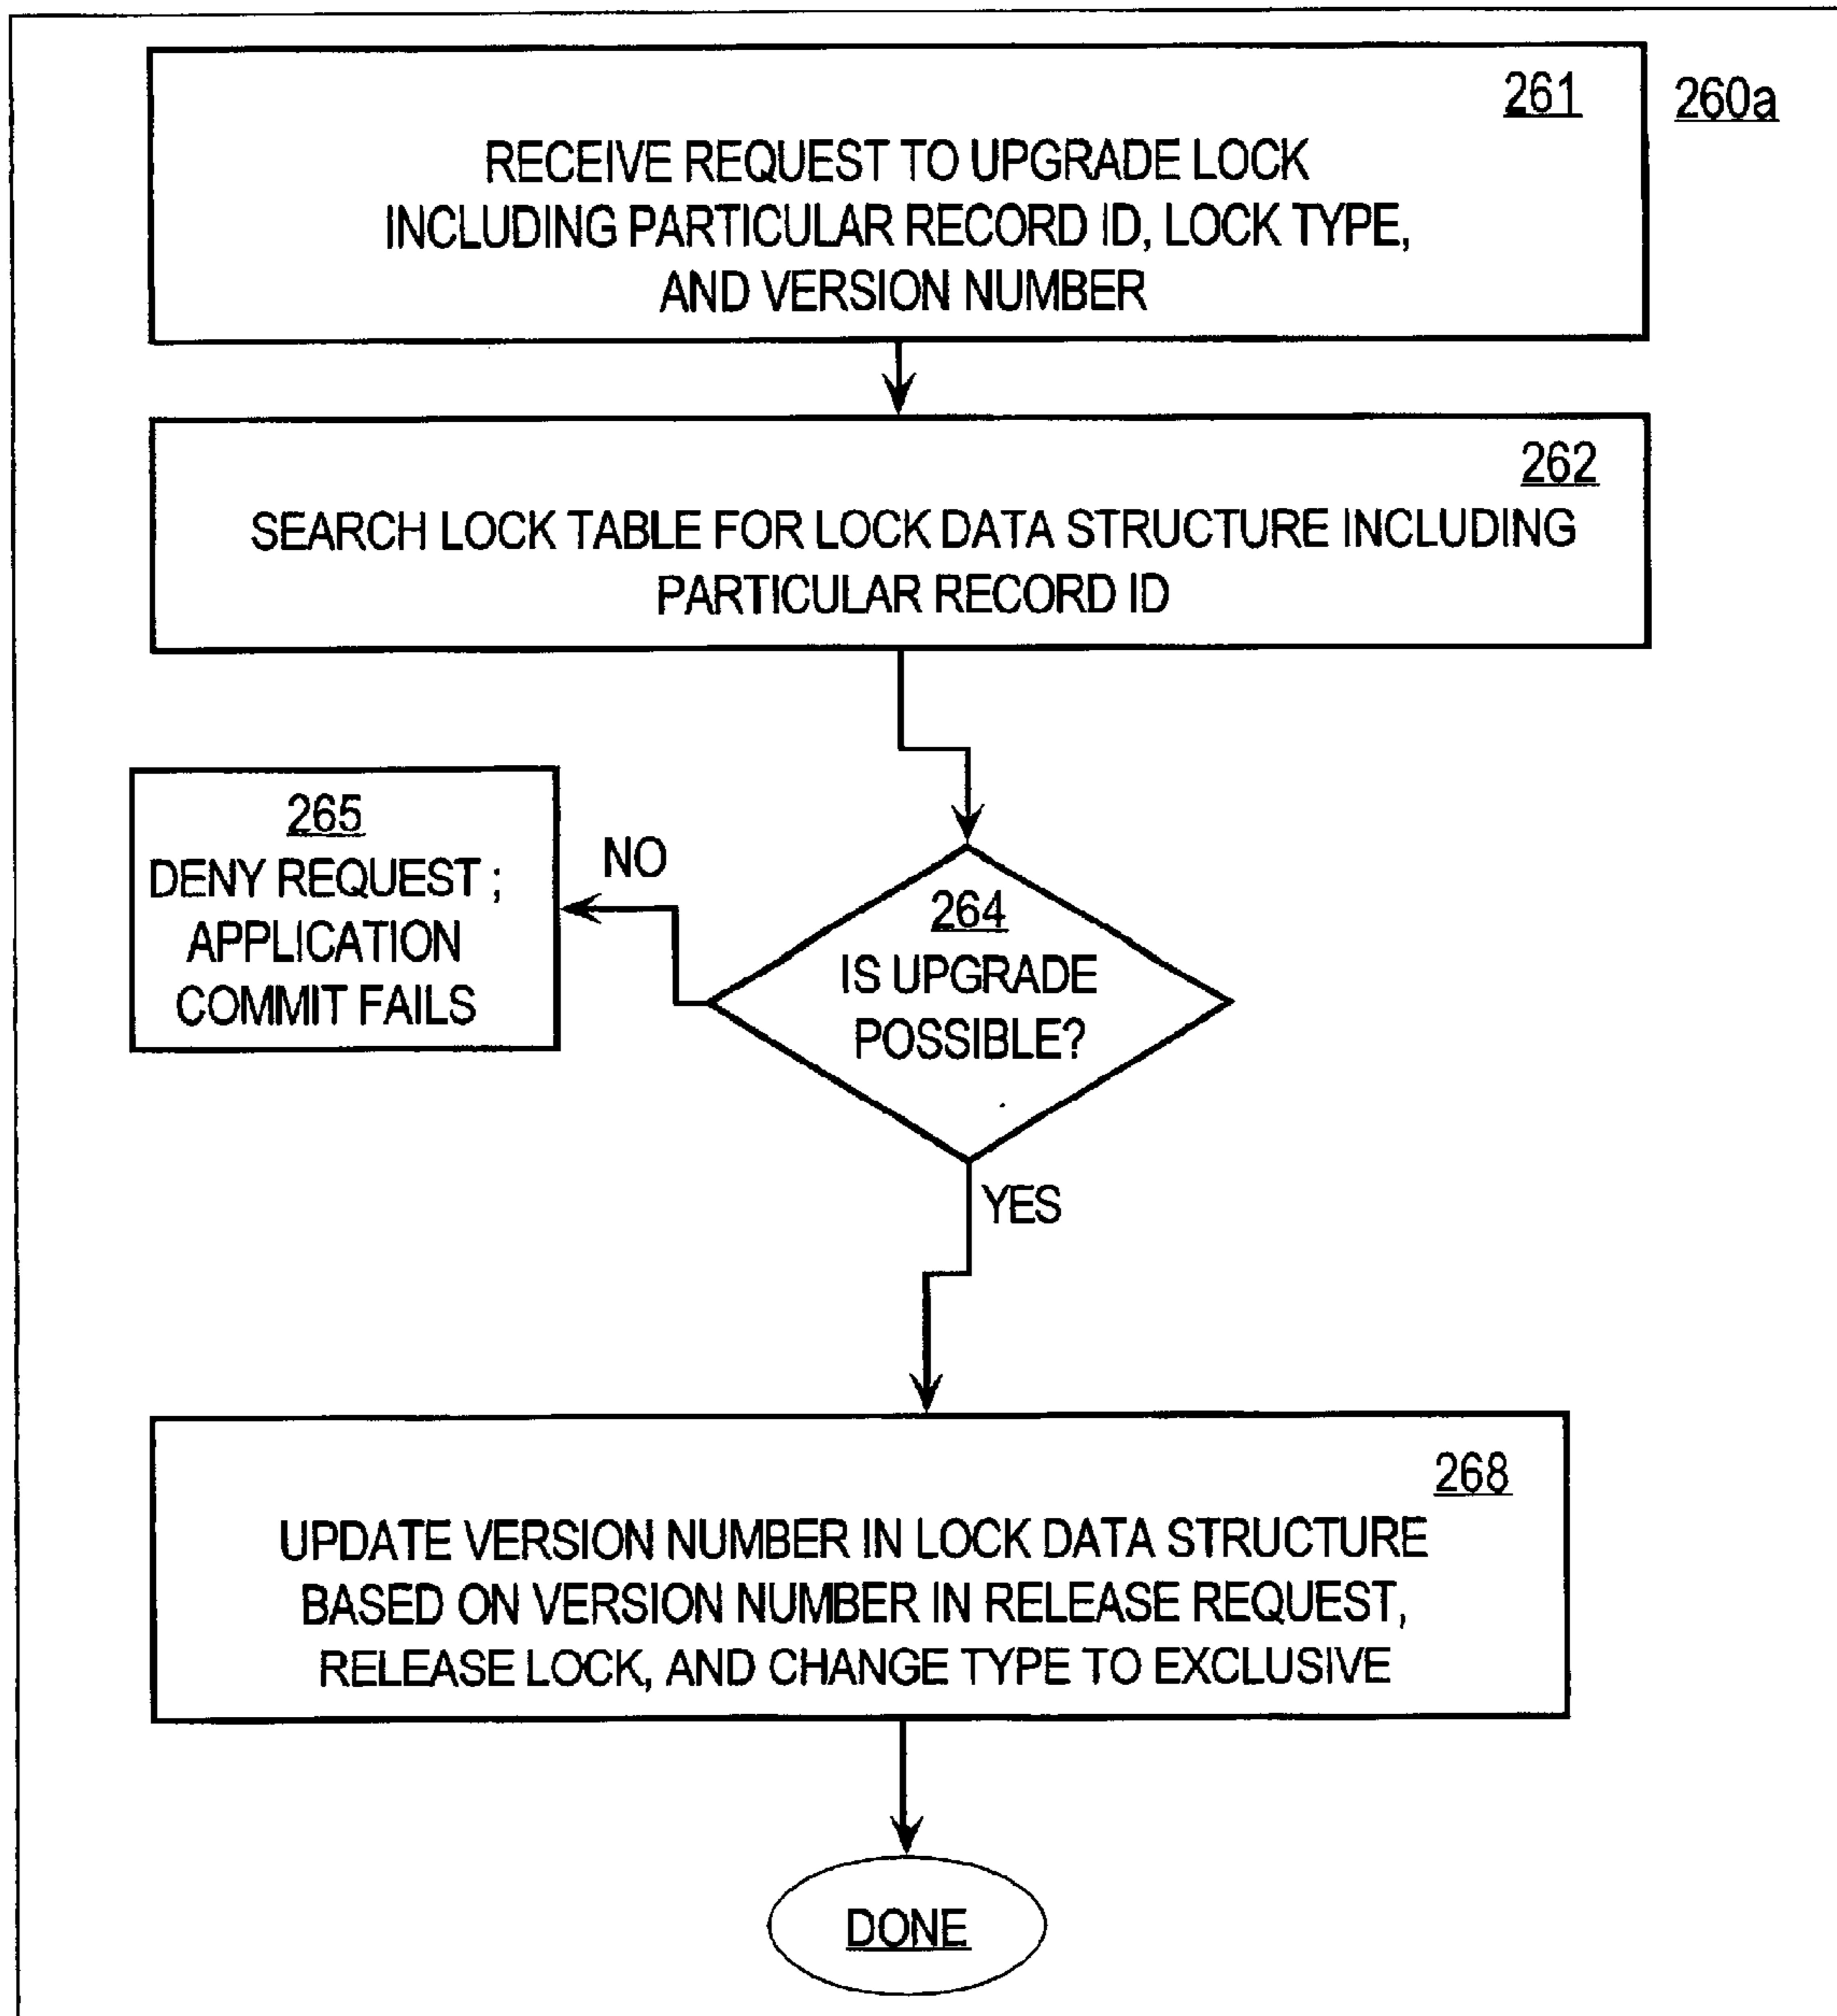 261
260a
RECEIVE REQUEST TO UPGRADE LOCK
INCLUDING PARTICULAR RECORD ID, LOCK TYPE,
AND VERSION NUMBER
262
SEARCH LOCK TABLE FOR LOCK DATA STRUCTURE INCLUDING
PARTICULAR RECORD ID
265
DENY REQUEST ;
APPLICATION
COMMIT FAILS
NO
264
IS UPGRADE
POSSIBLE?
YES
268
UPDATE VERSION NUMBER IN LOCK DATA STRUCTURE
BASED ON VERSION NUMBER IN RELEASE REQUEST,
RELEASE LOCK, AND CHANGE TYPE TO EXCLUSIVE
DONE